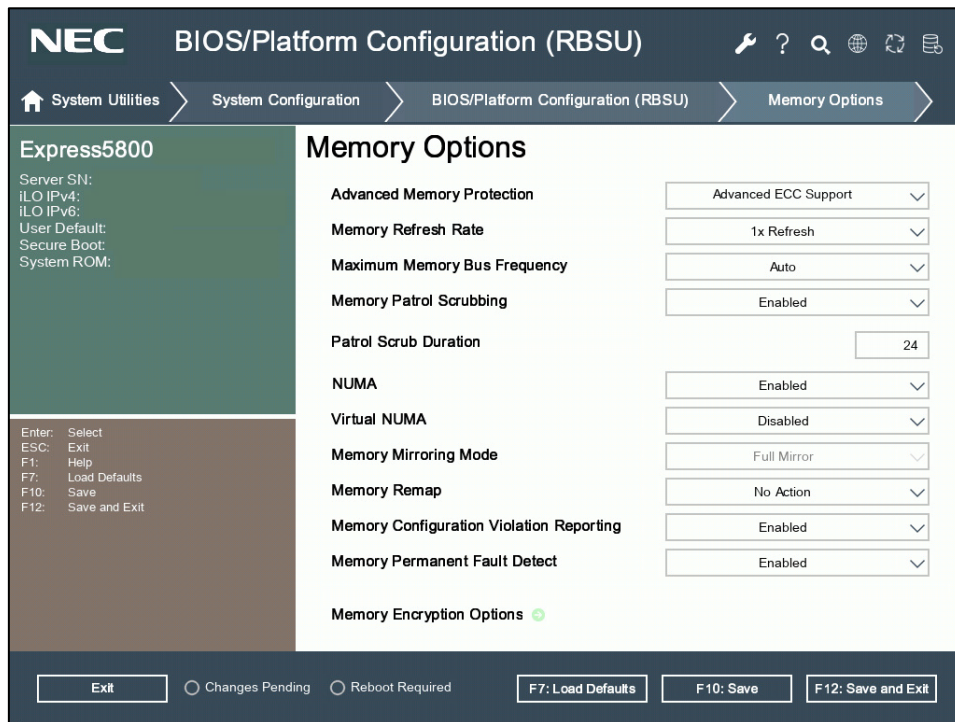 NEC BIOS/Platform Configuration (RBSU) ?
System Utilities System Configuration BIOS/Platform Configuration (RBSU) Memory Options
Express5800
Server SN:
iLO IPv4:
iLO IPv6:
User Default:
Secure Boot:
System ROM:
Enter: Select
ESC: Exit
F1: Help
F7: Load Defaults
F10: Save
F12: Save and Exit
Memory Options
Advanced Memory Protection Advanced ECC Support
Memory Refresh Rate 1x Refresh
Maximum Memory Bus Frequency Auto
Memory Patrol Scrubbing Enabled
Patrol Scrub Duration 24
NUMA Enabled
Virtual NUMA Disabled
Memory Mirroring Mode Full Mirror
Memory Remap No Action
Memory Configuration Violation Reporting Enabled
Memory Permanent Fault Detect Enabled
Memory Encryption Options
Exit Changes Pending Reboot Required F7: Load Defaults F10: Save F12: Save and Exit